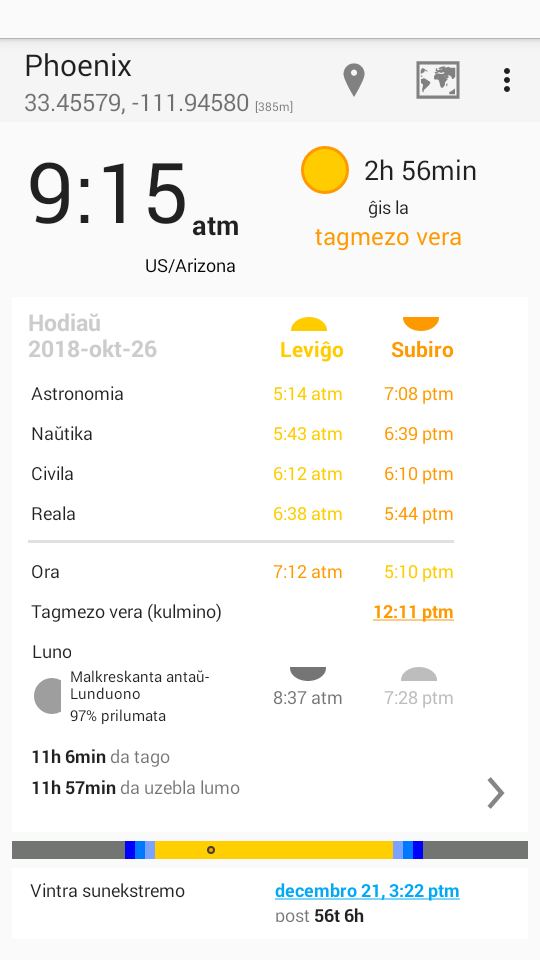 Phoenix
33.45579, -111.94580 [385m]
9:15 atm
US/Arizona
2h 56min
ĝis la
tagmezo vera
Hodiaŭ
2018-okt-26
Leviĝo Subiro
Astronomia 5:14 atm 7:08 ptm
Naŭtika 5:43 atm 6:39 ptm
Civila 6:12 atm 6:10 ptm
Reala 6:38 atm 5:44 ptm
Ora 7:12 atm 5:10 ptm
Tagmezo vera (kulmino) 12:11 ptm
Luno
Malkreskanta antaŭ-
Lunduono
97% prilumata
8:37 atm 7:28 ptm
11h 6min da tago
11h 57min da uzebla lumo
Vintra sunekstremo decembro 21, 3:22 ptm
post 56t 6h